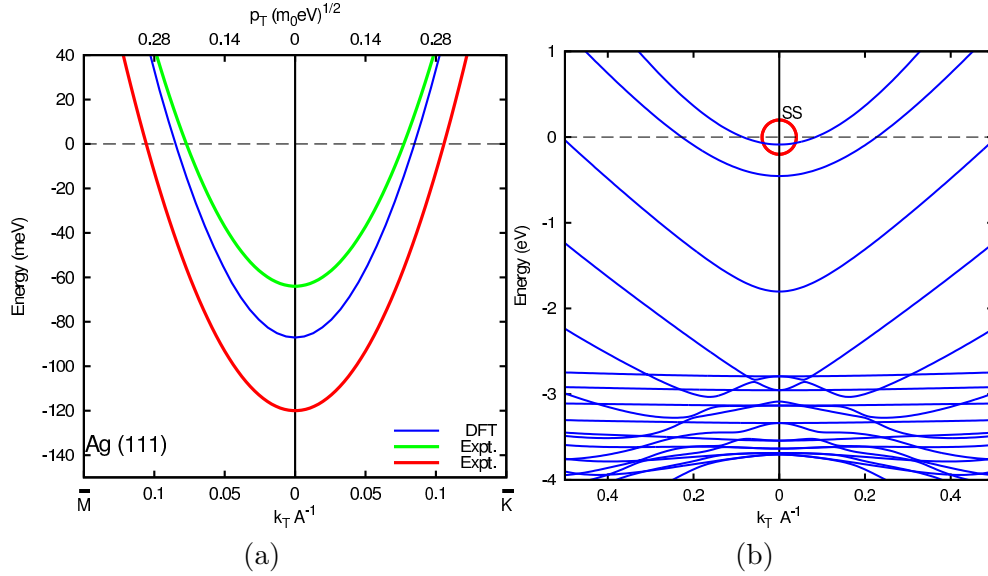 p_T (m_0eV)^{1/2}
0.28 0.14 0 0.14 0.28
40
20
0
-20
-40
-60
-80
-100
-120
-140
Energy (meV)
Ag (111)
DFT
Expt.
Expt.
0.1 0.05 0 0.05 0.1
M̅ K̅
k_T A^{-1}
(a)
1
0
-1
-2
-3
-4
Energy (eV)
SS
0.4 0.2 0 0.2 0.4
k_T A^{-1}
(b)